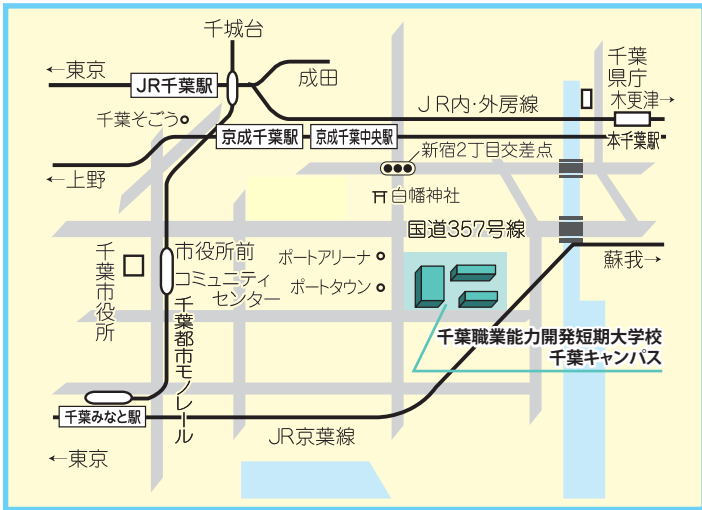 千城台
←東京
JR千葉駅
成田
千葉
県庁
木更津→
千葉そごう
JR内・外房線
京成千葉駅
京成千葉中央駅
本千葉駅
新宿2丁目交差点
←上野
白幡神社
国道357号線
千葉市役所
市役所前
コミュニティ
センター
ポートアリーナ
ポートタウン
蘇我→
千葉都市モノレール
千葉職業能力開発短期大学校
千葉キャンパス
千葉みなと駅
JR京葉線
←東京